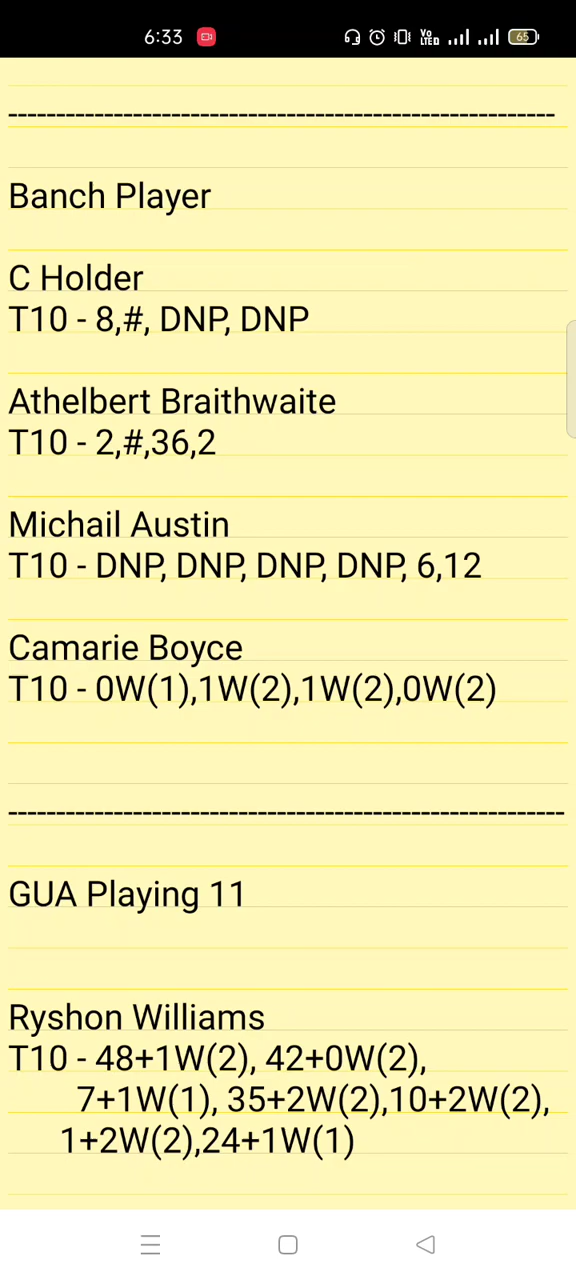 6:33
VO LTED
65
------------------------------------------------------------
Banch Player
C Holder
T10 - 8,#, DNP, DNP
Athelbert Braithwaite
T10 - 2,#,36,2
Michail Austin
T10 - DNP, DNP, DNP, DNP, 6,12
Camarie Boyce
T10 - 0W(1),1W(2),1W(2),0W(2)
-------------------------------------------------------------
GUA Playing 11
Ryshon Williams
T10 - 48+1W(2), 42+0W(2),
7+1W(1), 35+2W(2),10+2W(2),
1+2W(2),24+1W(1)